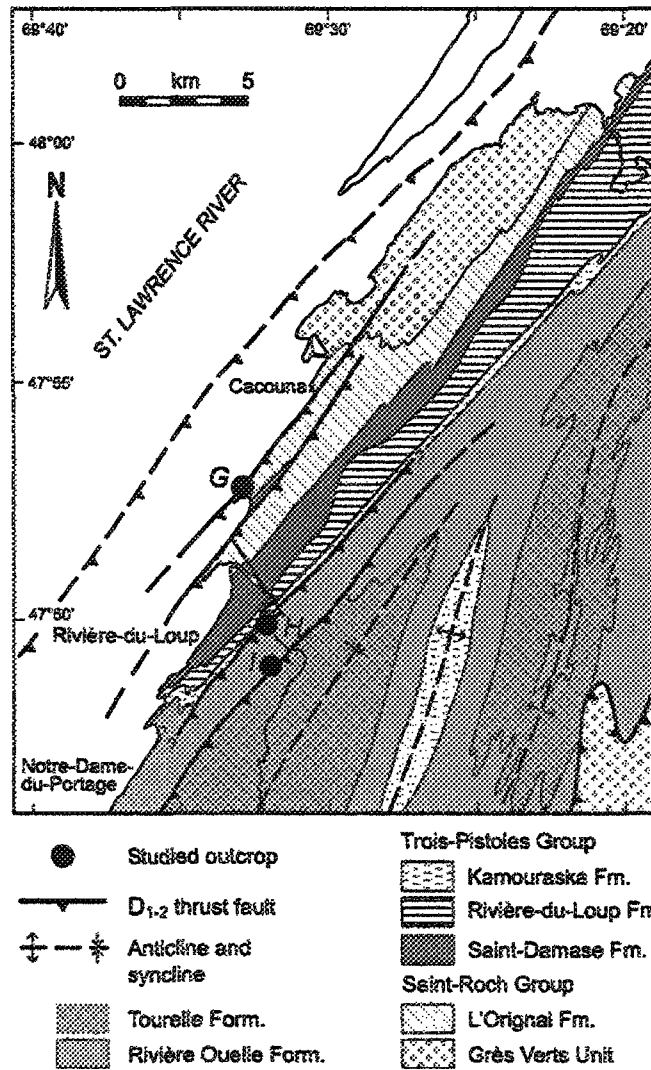 69°40' 69°30' 69°20'
0 km 5
48°00'
N
ST. LAWRENCE RIVER
47°55'
Cacouna
G
47°50'
Rivière-du-Loup
Notre-Dame-
du-Portage
Studied outcrop
D1-2 thrust fault
Anticline and
syncline
Tourelle Form.
Rivière Ouelle Form.
Trois-Pistoles Group
Kamouraska Fm.
Rivière-du-Loup Fm
Saint-Damase Fm.
Saint-Roch Group
L'Orignal Fm.
Grès Verts Unit